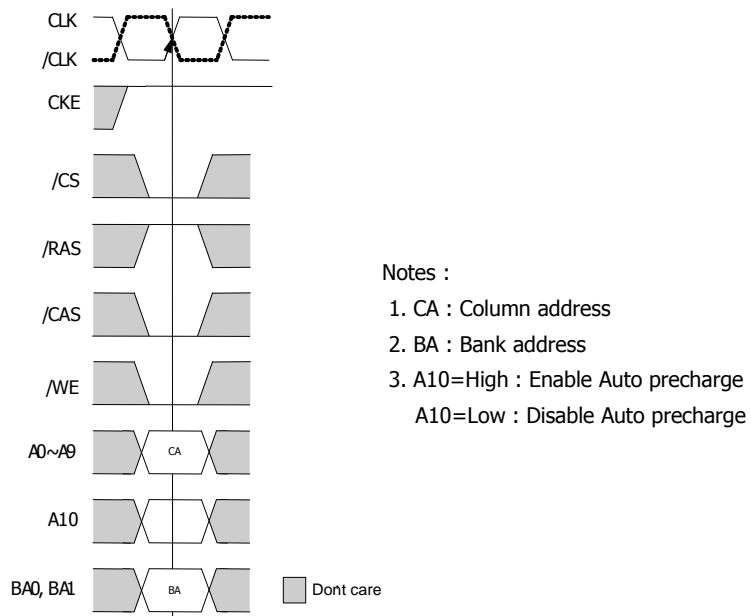 CLK
/CLK
CKE
/CS
/RAS
/CAS
/WE
A0~A9
CA
A10
BA0, BA1
BA
Don't care
Notes :
1. CA : Column address
2. BA : Bank address
3. A10=High : Enable Auto precharge
A10=Low : Disable Auto precharge